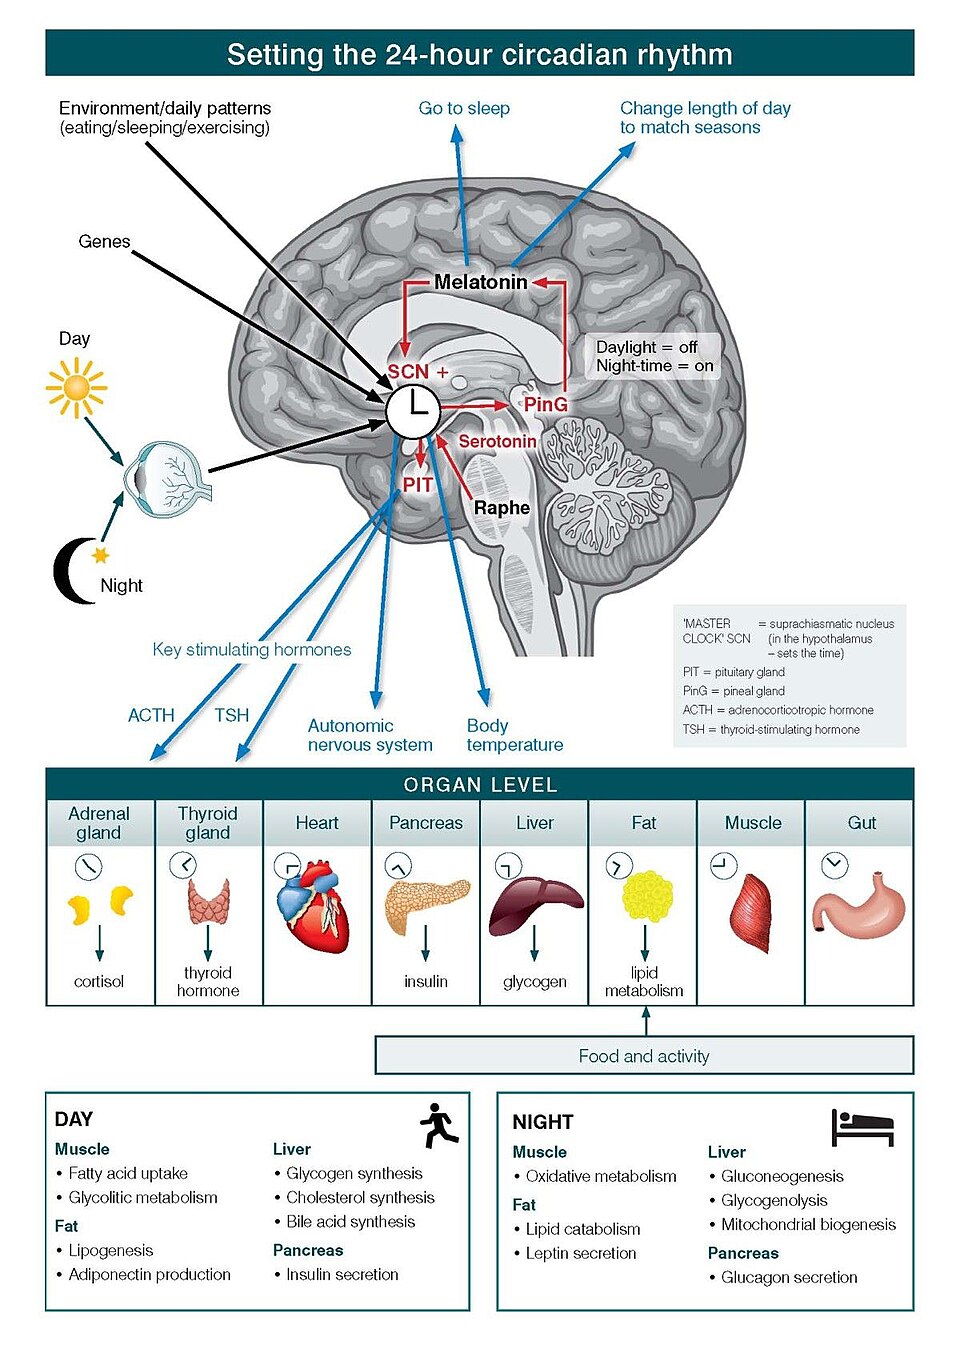 Setting the 24-hour circadian rhythm
Environment/daily patterns
(eating/sleeping/exercising)
Go to sleep
Change length of day
to match seasons
Genes
Melatonin
Day
Daylight = off
Night-time = on
SCN +
PinG
Serotonin
PIT
Raphe
Night
Key stimulating hormones
ACTH
TSH
Autonomic
nervous system
Body
temperature
'MASTER = suprachiasmatic nucleus
CLOCK' SCN (in the hypothalamus
– sets the time)
PIT = pituitary gland
PinG = pineal gland
ACTH = adrenocorticotropic hormone
TSH = thyroid-stimulating hormone
ORGAN LEVEL
Adrenal
gland
Thyroid
gland
Heart
Pancreas
Liver
Fat
Muscle
Gut
cortisol
thyroid
hormone
insulin
glycogen
lipid
metabolism
Food and activity
DAY
Muscle
• Fatty acid uptake
• Glycolitic metabolism
Fat
• Lipogenesis
• Adiponectin production
Liver
• Glycogen synthesis
• Cholesterol synthesis
• Bile acid synthesis
Pancreas
• Insulin secretion
NIGHT
Muscle
• Oxidative metabolism
Fat
• Lipid catabolism
• Leptin secretion
Liver
• Gluconeogenesis
• Glycogenolysis
• Mitochondrial biogenesis
Pancreas
• Glucagon secretion